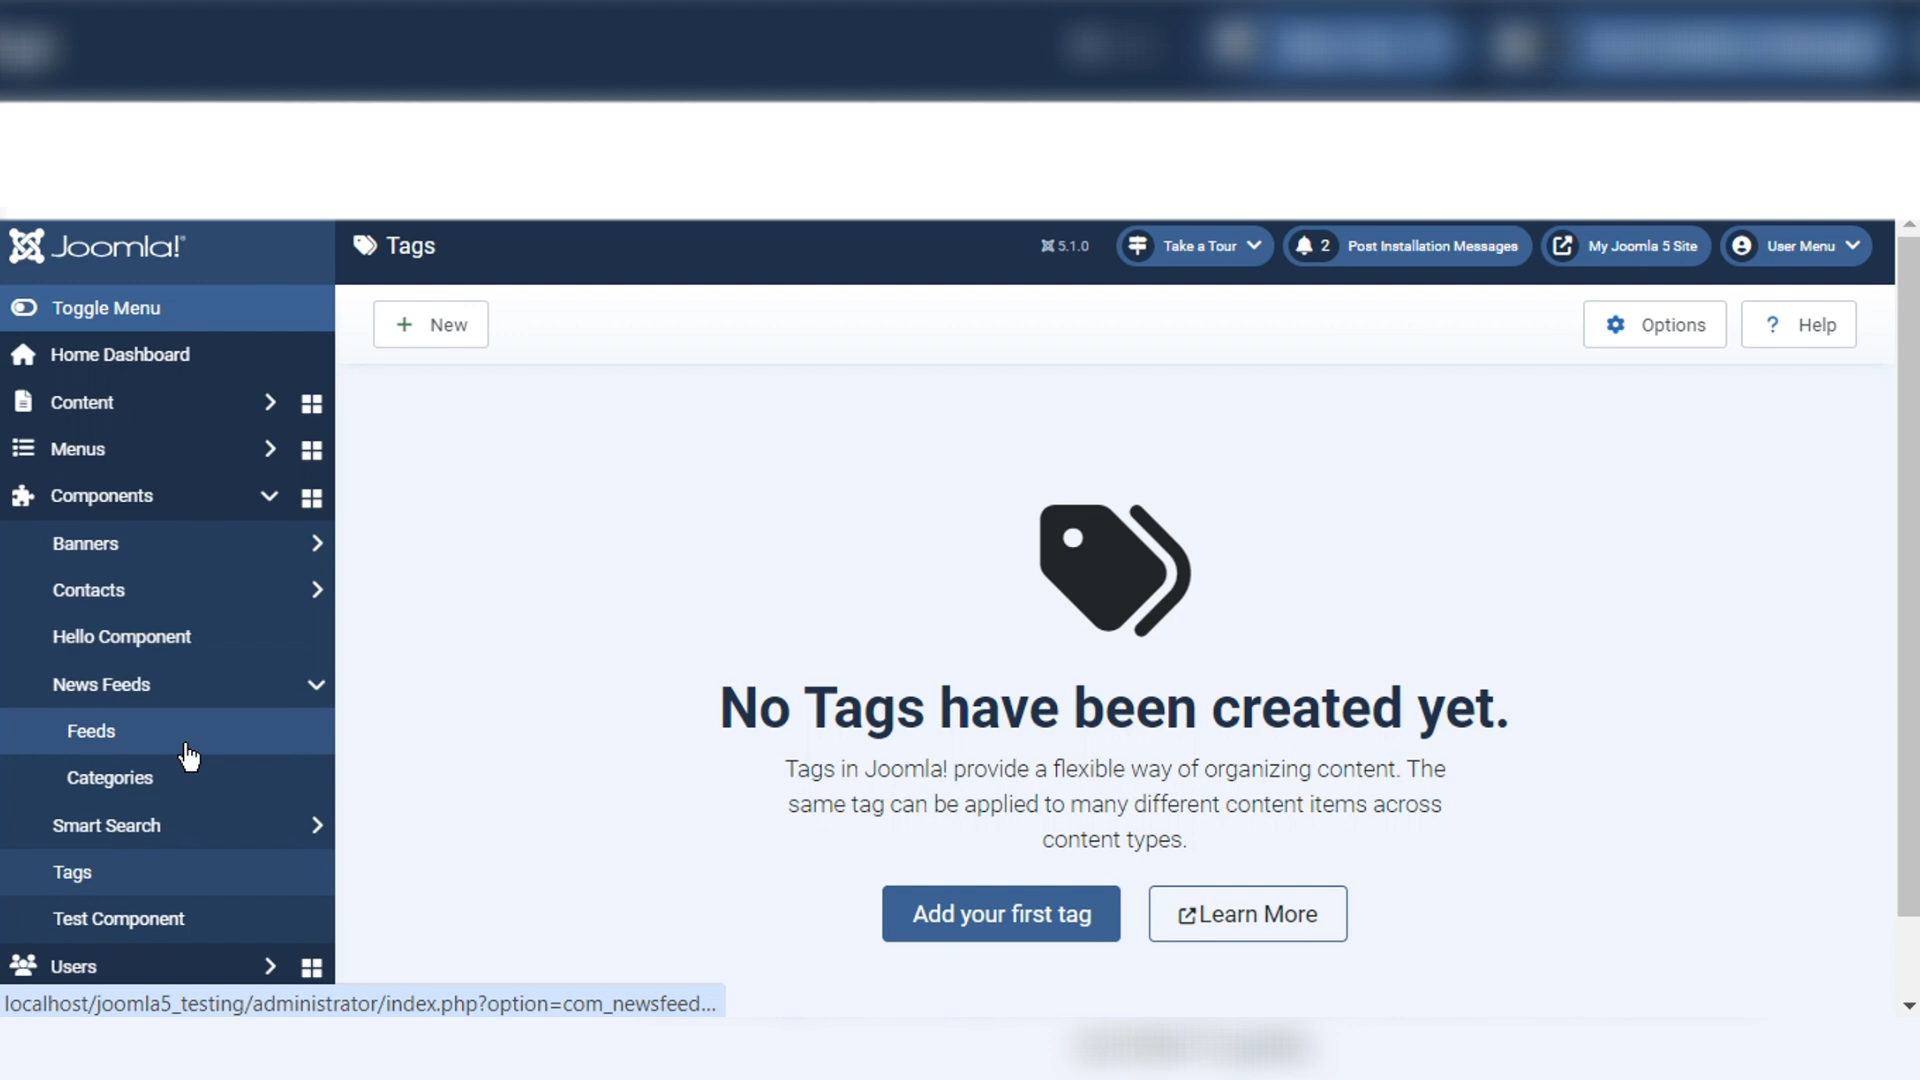 Joomla!
Tags
5.1.0
Take a Tour
2 Post Installation Messages
My Joomla 5 Site
User Menu
Toggle Menu
+ New
Options
? Help
Home Dashboard
Content
Menus
Components
Banners
Contacts
Hello Component
News Feeds
Feeds
Categories
Smart Search
Tags
Test Component
Users
No Tags have been created yet.
Tags in Joomla! provide a flexible way of organizing content. The
same tag can be applied to many different content items across
content types.
Add your first tag
Learn More
localhost/joomla5_testing/administrator/index.php?option=com_newsfeed...